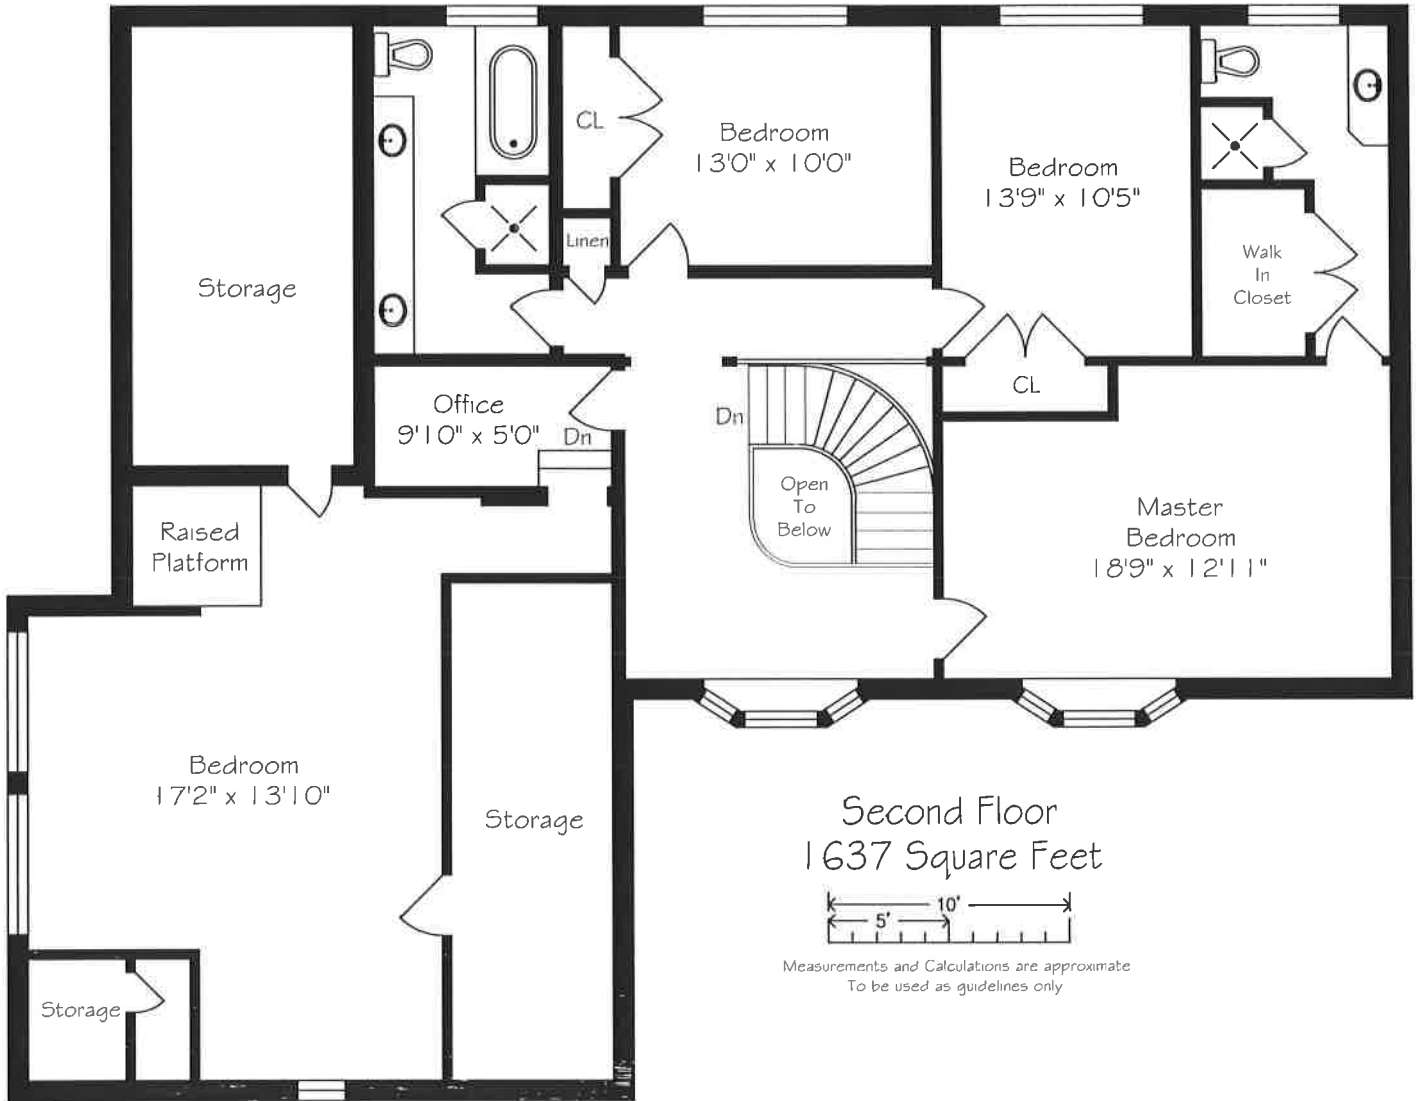 CL
Bedroom
13'0" x 10'0"
Bedroom
13'9" x 10'5"
Linen
Walk
In
Closet
Storage
Office
9'10" x 5'0"
Dn
Dn
CL
Open
To
Below
Master
Bedroom
18'9" x 12'11"
Raised
Platform
Bedroom
17'2" x 13'10"
Storage
Storage
Second Floor
1637 Square Feet
10'
5'
Measurements and Calculations are approximate
To be used as guidelines only